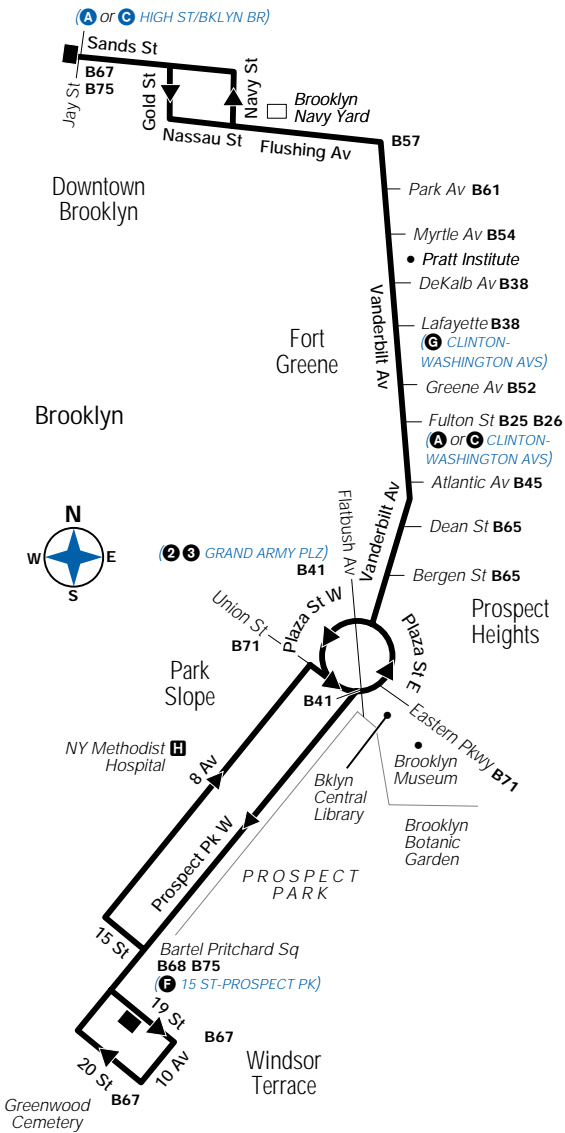 (A or C HIGH ST/BKLYN BR)
Sands St
Jay St
B67
B75
Gold St
Navy St
Nassau St
Flushing Av
Brooklyn
Navy Yard
B57
Downtown
Brooklyn
Park Av B61
Myrtle Av B54
Pratt Institute
DeKalb Av B38
Vanderbilt Av
Lafayette B38
(G CLINTON-
WASHINGTON AVS)
Fort
Greene
Greene Av B52
Brooklyn
Fulton St B25 B26
(A or C CLINTON-
WASHINGTON AVS)
Atlantic Av B45
N
W
E
S
Flatbush Av
Vanderbilt Av
Dean St B65
(2 3 GRAND ARMY PLZ)
B41
Bergen St B65
Prospect
Heights
Union St
B71
Plaza St W
Plaza St E
Park
Slope
B41
Eastern Pkwy
B71
NY Methodist H
Hospital
8 Av
Bklyn
Central
Library
Brooklyn
Museum
Brooklyn
Botanic
Garden
Prospect Pk W
PROSPECT
PARK
15 St
Bartel Pritchard Sq
B68 B75
(F 15 ST-PROSPECT PK)
19 St
B67
10 Av
20 St
B67
Windsor
Terrace
Greenwood
Cemetery